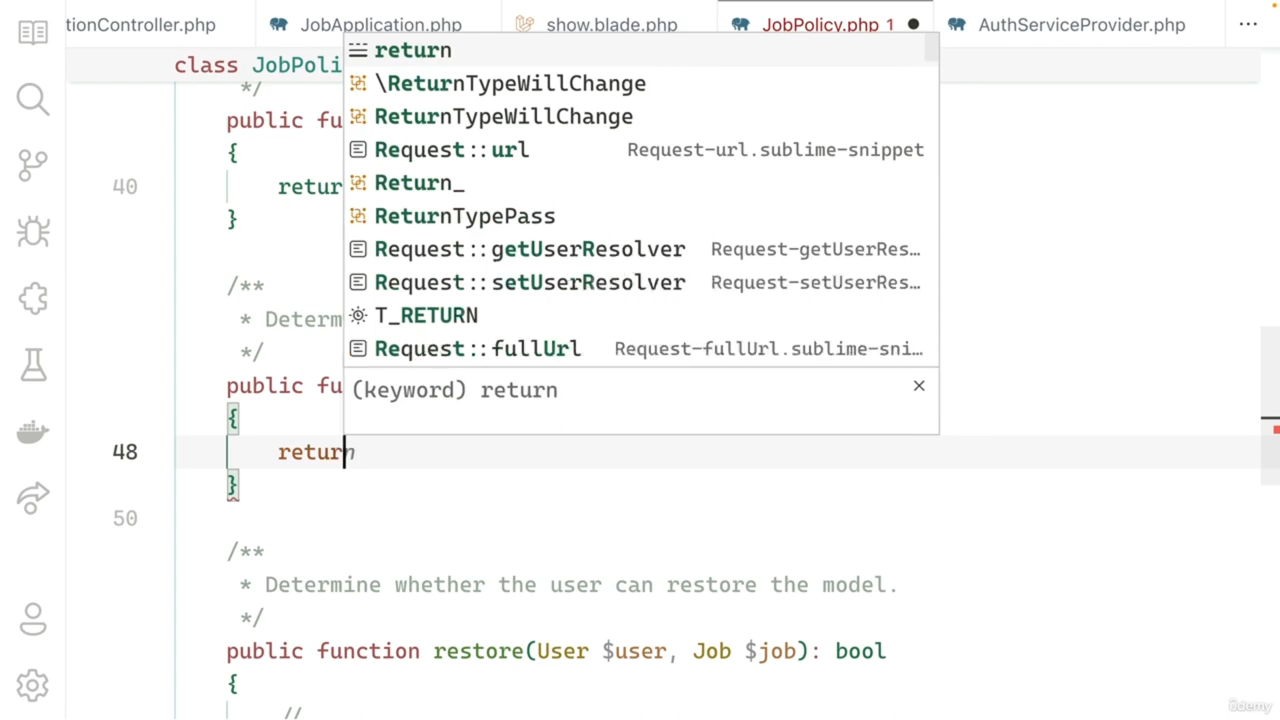 tionController.php JobApplication.php show.blade.php JobPolicy.php 1 AuthServiceProvider.php ...
class JobPoli
*/
public fu
{
40 retur
}
/**
* Determ
*/
public fu
{
48 return
}
50
/**
* Determine whether the user can restore the model.
*/
public function restore(User $user, Job $job): bool
{
//
return
\ReturnTypeWillChange
ReturnTypeWillChange
Request::url Request-url.sublime-snippet
Return_
ReturnTypePass
Request::getUserResolver Request-getUserRes…
Request::setUserResolver Request-setUserRes…
T_RETURN
Request::fullUrl Request-fullUrl.sublime-sni…
(keyword) return
ûdemy